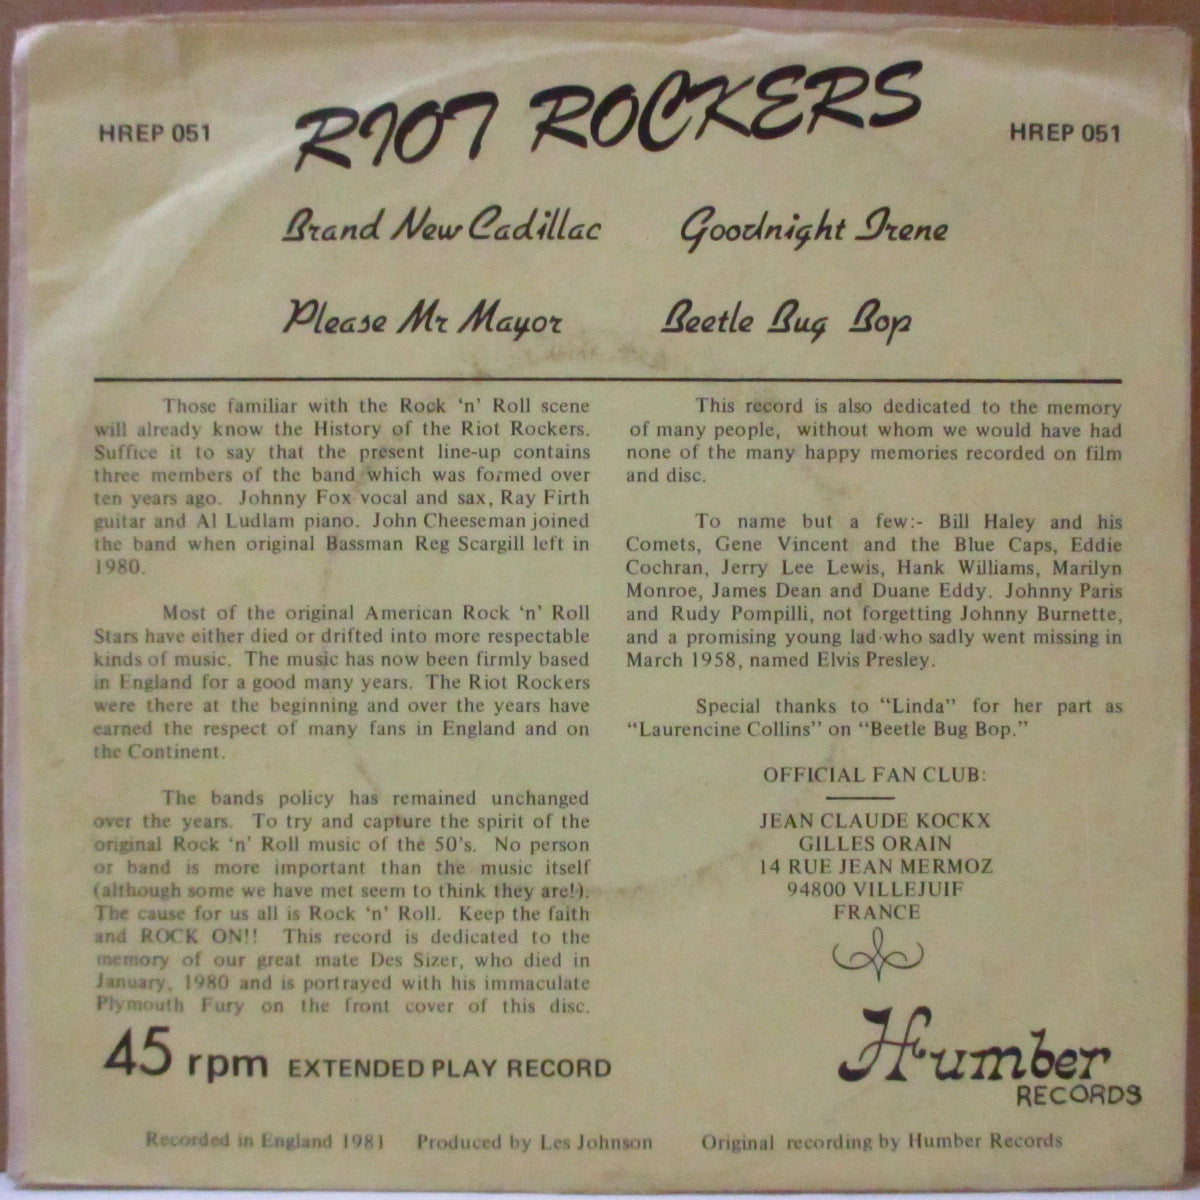 HREP 051
RIOT ROCKERS
HREP 051
Brand New Cadillac
Goodnight Irene
Please Mr Mayor
Beetle Bug Bop
Those familiar with the Rock 'n' Roll scene
will already know the History of the Riot Rockers.
Suffice it to say that the present line-up contains
three members of the band which was formed over
ten years ago. Johnny Fox vocal and sax, Ray Firth
guitar and Al Ludlam piano. John Cheeseman joined
the band when original Bassman Reg Scargill left in
1980.
Most of the original American Rock 'n' Roll
Stars have either died or drifted into more respectable
kinds of music. The music has now been firmly based
in England for a good many years. The Riot Rockers
were there at the beginning and over the years have
earned the respect of many fans in England and on
the Continent.
The bands policy has remained unchanged
over the years. To try and capture the spirit of the
original Rock 'n' Roll music of the 50's. No person
or band is more important than the music itself
(although some we have met seem to think they are!).
The cause for us all is Rock 'n' Roll. Keep the faith
and ROCK ON!! This record is dedicated to the
memory of our great mate Des Sizer, who died in
January, 1980 and is portrayed with his immaculate
Plymouth Fury on the front cover of this disc.
This record is also dedicated to the memory
of many people, without whom we would have had
none of the many happy memories recorded on film
and disc.
To name but a few:- Bill Haley and his
Comets, Gene Vincent and the Blue Caps, Eddie
Cochran, Jerry Lee Lewis, Hank Williams, Marilyn
Monroe, James Dean and Duane Eddy. Johnny Paris
and Rudy Pompilli, not forgetting Johnny Burnette,
and a promising young lad who sadly went missing in
March 1958, named Elvis Presley.
Special thanks to "Linda" for her part as
"Laurencine Collins" on "Beetle Bug Bop."
OFFICIAL FAN CLUB:
JEAN CLAUDE KOCKX
GILLES ORAIN
14 RUE JEAN MERMOZ
94800 VILLEJUIF
FRANCE
45 rpm EXTENDED PLAY RECORD
Humber
RECORDS
Recorded in England 1981 Produced by Les Johnson Original recording by Humber Records